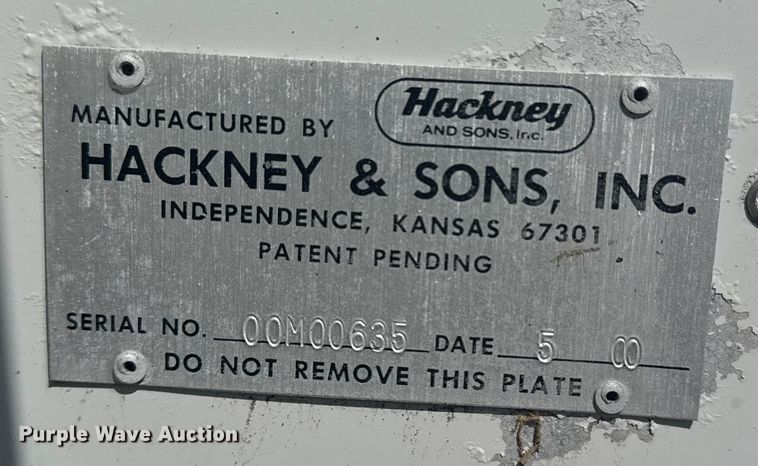 Hackney
AND SONS, Inc.
MANUFACTURED BY
HACKNEY & SONS, INC.
INDEPENDENCE, KANSAS 67301
PATENT PENDING
SERIAL NO. 00M00635 DATE 5 00
DO NOT REMOVE THIS PLATE
Purple Wave Auction